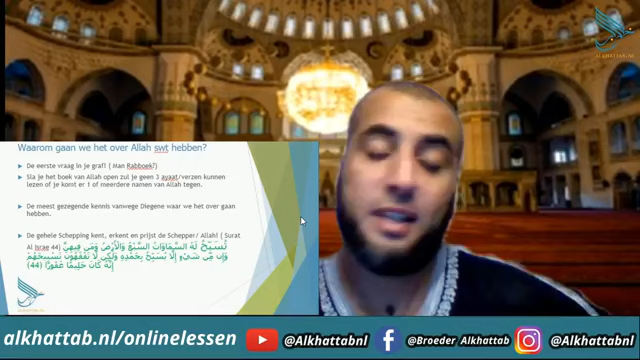 ALKHATTAB.NL
Waarom gaan we het over Allah swt hebben?
De eerste vraag in je graf! ( Man Rabboek?)
Sla je het boek van Allah open zul je geen 3 ayaat/verzen kunnen
lezen of je komt er 1 of meerdere namen van Allah tegen.
De meest gezegende kennis vanwege Diegene waar we het over gaan
hebben.
De gehele Schepping kent, erkent en prijst de Schepper/ Allah! ( Surat
Al Israe 44) تُسَبِّحُ لَهُ السَّمَاوَاتُ السَّبْعُ وَالْأَرْضُ وَمَن فِيهِنَّ
وَإِن مِّن شَيْءٍ إِلَّا يُسَبِّحُ بِحَمْدِهِ وَلَٰكِن لَّا تَفْقَهُونَ تَسْبِيحَهُمْ
إِنَّهُ كَانَ حَلِيمًا غَفُورًا (44)
alkhattab.nl/onlinelessen @Alkhattabnl @Broeder_Alkhattab @Alkhattabnl